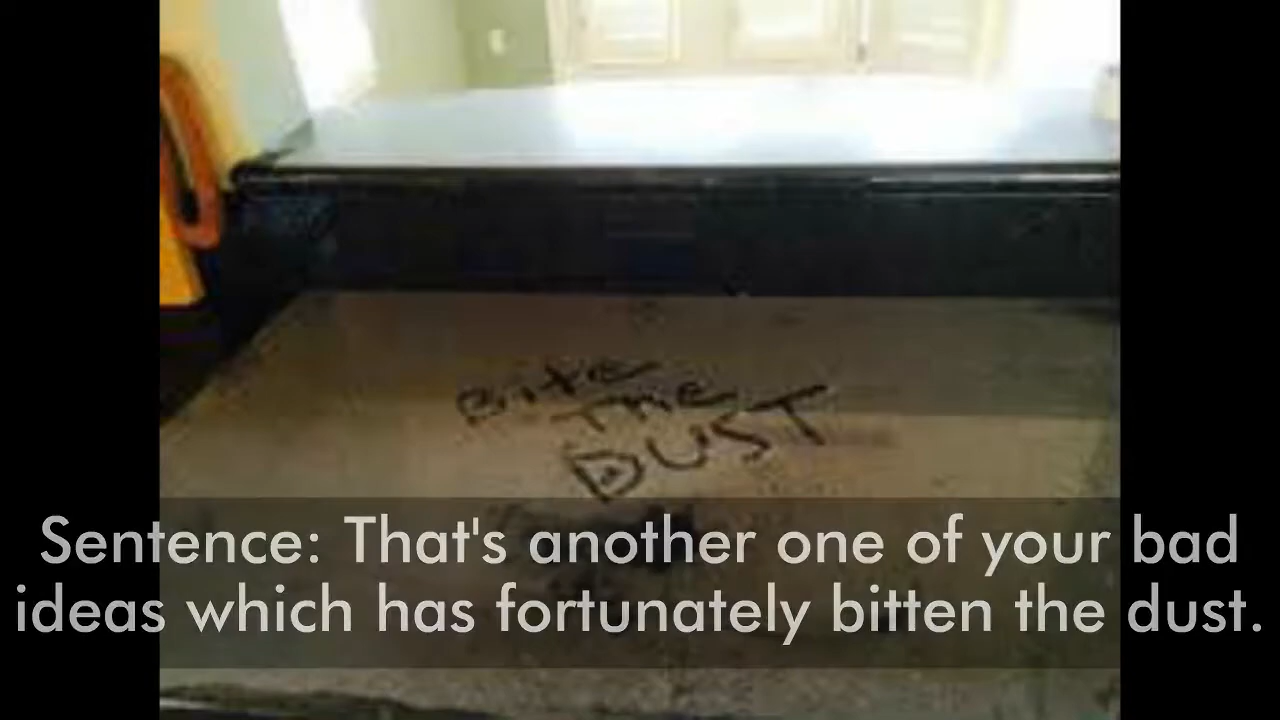 Bite
THE
DUST
Sentence: That's another one of your bad
ideas which has fortunately bitten the dust.